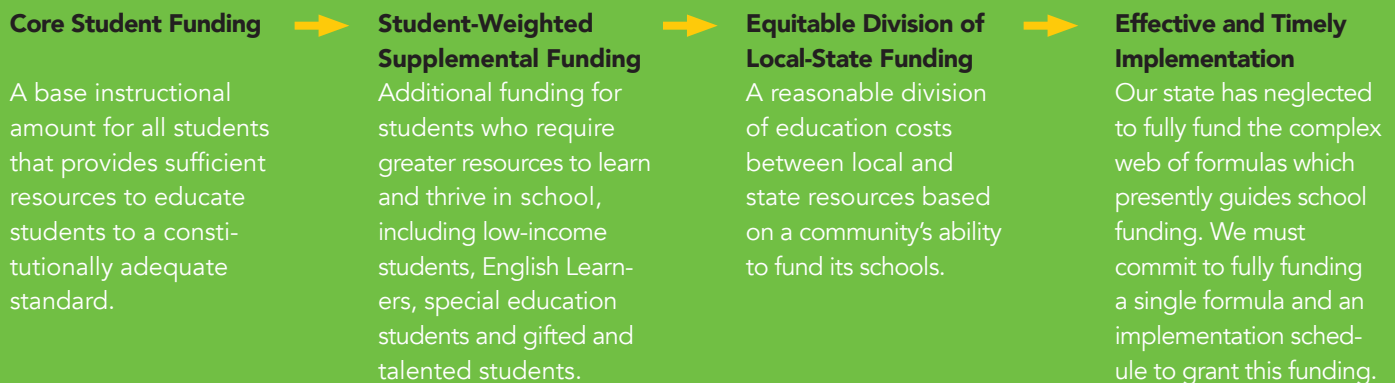 Core Student Funding
A base instructional
amount for all students
that provides sufficient
resources to educate
students to a consti-
tutionally adequate
standard.
Student-Weighted
Supplemental Funding
Additional funding for
students who require
greater resources to learn
and thrive in school,
including low-income
students, English Learn-
ers, special education
students and gifted and
talented students.
Equitable Division of
Local-State Funding
A reasonable division
of education costs
between local and
state resources based
on a community’s ability
to fund its schools.
Effective and Timely
Implementation
Our state has neglected
to fully fund the complex
web of formulas which
presently guides school
funding. We must
commit to fully funding
a single formula and an
implementation sched-
ule to grant this funding.